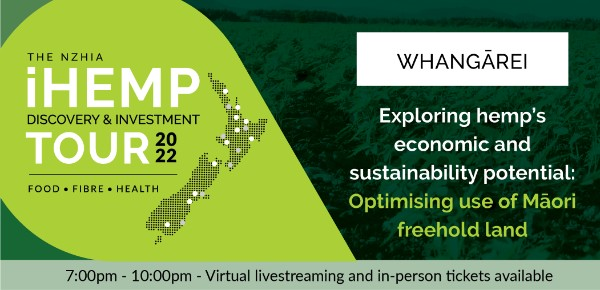 THE NZHIA
iHEMP
DISCOVERY & INVESTMENT
TOUR 2022
FOOD • FIBRE • HEALTH
WHANGĀREI
Exploring hemp's
economic and
sustainability potential:
Optimising use of Māori
freehold land
7:00pm - 10:00pm - Virtual livestreaming and in-person tickets available